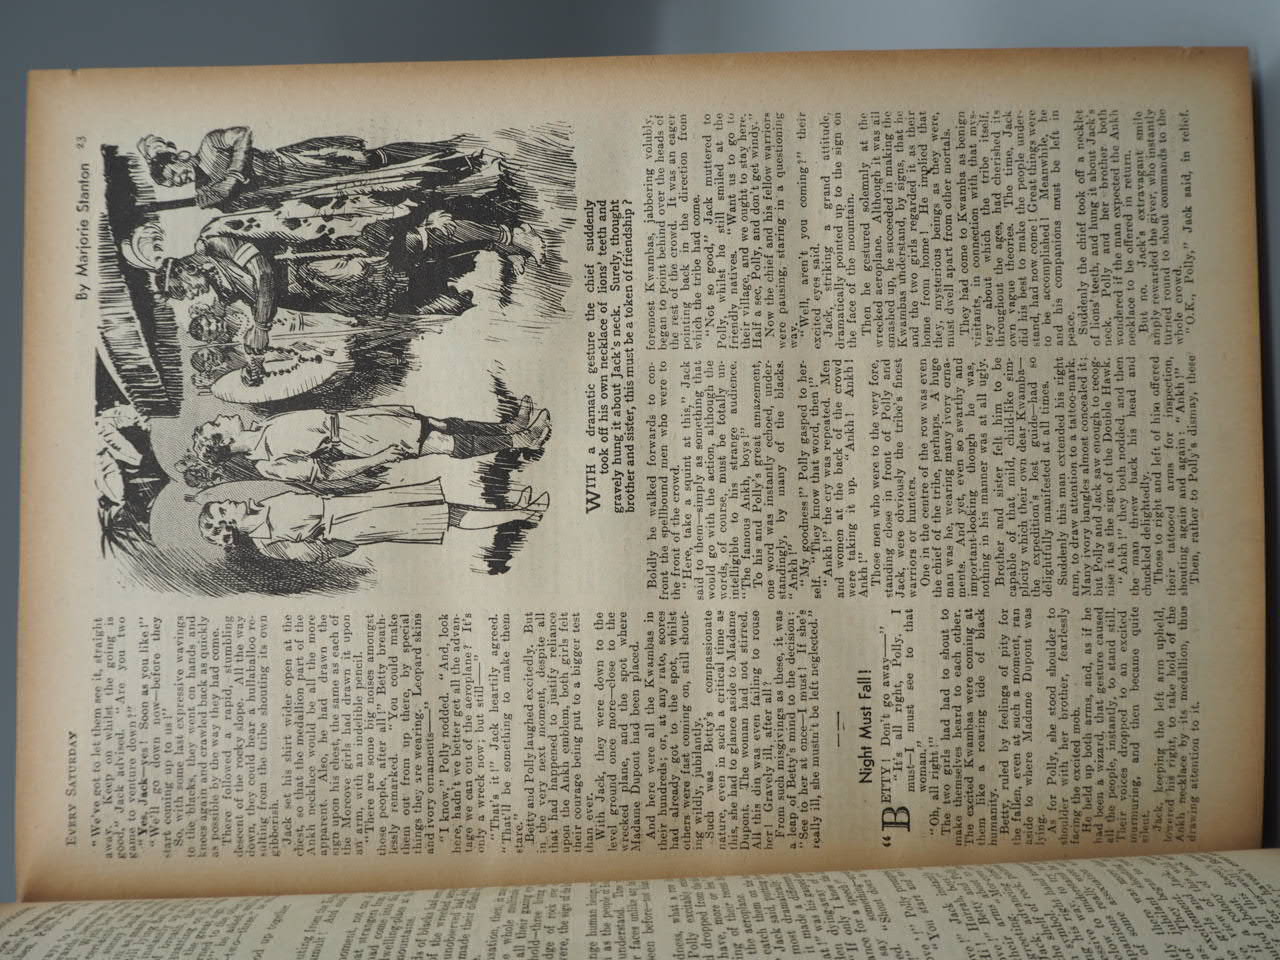 EVERY SATURDAY
By Marjorie Stanton 23
WITH a dramatic gesture the chief suddenly
took off his own necklace of lions' teeth and
gravely hung it about Jack's neck. Surely, thought
brother and sister, this must be a token of friendship?
"We've got to let them see it, straight
away. Keep on whilst the going is
good," Jack advised. "Are you two
game to venture down?"
"Yes, Jack—yes! Soon as you like!"
"We'll go down now—before they
start coming up to us!"
So, with some last expressive wavings
to the blacks, they went on hands and
knees again and crawled back as quickly
as possible by the way they had come.
There followed a rapid, stumbling
descent of the rocky slope. All the way
down, they could hear a hullaballoo re-
sulting from the tribe shouting its own
gibberish.
Jack set his shirt wider open at the
chest, so that the medallion part of the
Ankh necklace would be all the more
apparent. Also, he had drawn the
sign upon his chest, the same as each of
the Morcove girls had drawn it upon
an arm, with an indelible pencil.
"There are some big noises amongst
these people, after all!" Betty breath-
lessly remarked. "You could make
them out from up there, by special
things they are wearing. Leopard skins
and ivory ornaments——"
"I know," Polly nodded. "And, look
here, hadn't we better get all the advan-
tage we can out of the aeroplane? It's
only a wreck now; but still——"
"That's it!" Jack heartily agreed.
"That'll be something to make them
stare."
Betty and Polly laughed excitedly. But
in the very next moment, despite all
that had happened to justify reliance
upon the Ankh emblem, both girls felt
their courage being put to a bigger test
than ever.
With Jack, they were down to the
level ground once more—close to the
wrecked plane, and the spot where
Madame Dupont had been placed.
And here were all the Kwambas in
their hundreds; or, at any rate, scores
had already got to the spot, whilst
others were fast coming on, still shout-
ing wildly, jubilantly.
Such was Betty's compassionate
nature, even in such a critical time as
this, she had to glance aside to Madame
Dupont. The woman had not stirred.
All this din was even failing to rouse
her! Gravely ill, after all?
From such misgivings as these, it was
a leap of Betty's mind to the decision:
"See to her at once—I must! If she's
really ill, she mustn't be left neglected."
Night Must Fall!
"BETTY! Don't go away——"
"It's all right, Polly. I
must—I must see to that
woman."
"Oh, all right!"
The two girls had had to shout to
make themselves heard to each other.
The excited Kwambas were coming at
them like a roaring tide of black
humanity.
Betty, ruled by feelings of pity for
the fallen, even at such a moment, ran
aside to where Madame Dupont was
lying.
As for Polly, she stood shoulder to
shoulder with her brother, fearlessly
facing the excited mob.
He held up both arms, and, as if he
had been a wizard, that gesture caused
all the people, instantly, to stand still.
Their voices dropped to an excited
murmuring, and then became quite
hushed.
Jack, keeping the left arm upheld,
lowered his right, to take hold of the
Ankh necklace by its medallion, thus
drawing attention to it.
Boldly he walked forwards to con-
front the spellbound men who were to
the front of the crowd.
"Here, take a squint at this," Jack
said to them—simply as something that
would go with the action, although the
words, of course, must be totally un-
intelligible to his strange audience.
"The famous Ankh, boys!"
To his and Polly's great amazement,
one word was instantly echoed, under-
standingly, by many of the blacks.
"Ankh!"
"My goodness!" Polly gasped to her-
self. "They know that word, then!"
"Ankh!" the cry was repeated. Men
and women at the back of the crowd
were taking it up. "Ankh! Ankh!
Ankh!"
Those men who were to the very fore,
standing close in front of Polly and
Jack, were obviously the tribe's finest
warriors or hunters.
One in the centre of the row was even
the chief of the tribe, perhaps. A huge
man was he, wearing many ivory orna-
ments. And yet, even so swarthy and
important-looking though he was,
nothing in his manner was at all ugly.
Brother and sister felt him to be
capable of that mild, childlike sim-
plicity which their own dear Kwamba—
the expedition's lost guide—had so
delightfully manifested at all times.
Suddenly this man extended his right
arm, to draw attention to a tattoo-mark.
Many ivory bangles almost concealed it;
but Polly and Jack saw enough to recog-
nise it as the sign of the Double Hawk.
"Ankh!" they both nodded and then
the man threw back his head and
chuckled delightedly.
Those to right and left of him offered
their tattooed arms for inspection,
shouting again and again: "Ankh!"
Then, rather to Polly's dismay, these
foremost Kwambas, jabbering volubly,
began to point behind over the heads of
the rest of the crowd. It was an eager
pointing back in the direction from
which the tribe had come.
"Not so good," Jack muttered to
Polly, whilst he still smiled at the
friendly natives. "Want us to go to
their village, and we ought to stay here.
Half a sec, Polly, and don't get windy."
Now the chief and his fellow warriors
were pausing, staring in a questioning
way.
"Well, aren't you coming?" their
excited eyes said.
Jack, striking a grand attitude,
dramatically pointed up to the sign on
the face of the mountain.
Then he gestured solemnly at the
wrecked aeroplane. Although it was all
smashed up, he succeeded in making the
Kwambas understand, by signs, that he
and the two girls regarded it as their
home from home! He implied that
they, mysterious beings as they were,
must dwell apart from other mortals.
They had come to Kwamba as benign
visitants, in connection with that mys-
tery about which the tribe itself,
throughout the ages, had cherished its
own vague theories. The time, Jack
did his best to make the people under-
stand, had now come! Great things were
to be accomplished! Meanwhile, he
and his companions must be left in
peace.
Suddenly the chief took off a necklet
of lions' teeth, and hung it about Jack's
neck. Polly and her brother both
wondered if the man expected the Ankh
necklace to be offered in return.
But no. Jack's extravagant smile
amply rewarded the giver, who instantly
turned round to shout commands to the
whole crowd.
"O.K., Polly," Jack said, in relief.